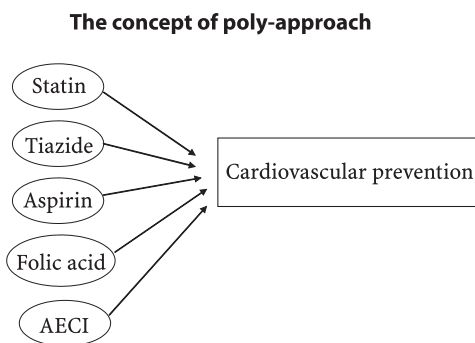 The concept of poly-approach
Statin
Tiazide
Aspirin
Folic acid
AECI
Cardiovascular prevention